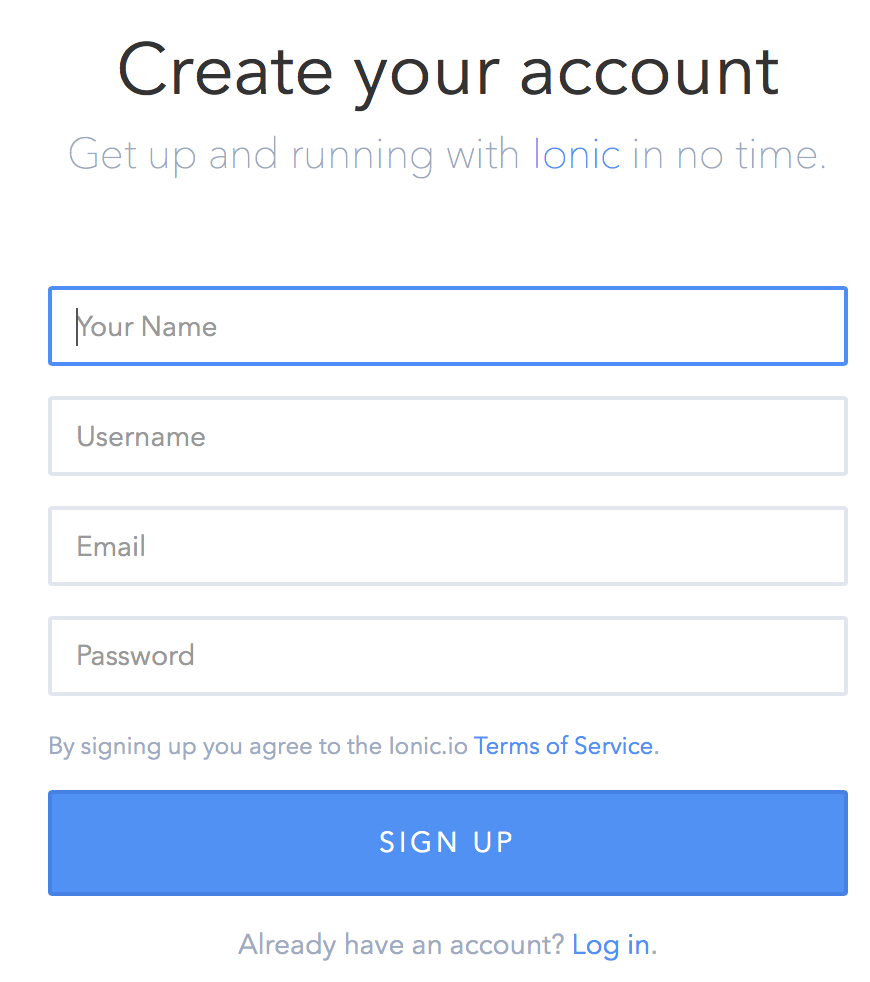 Create your account
Get up and running with Ionic in no time.
Your Name
Username
Email
Password
By signing up you agree to the Ionic.io Terms of Service.
SIGN UP
Already have an account? Log in.